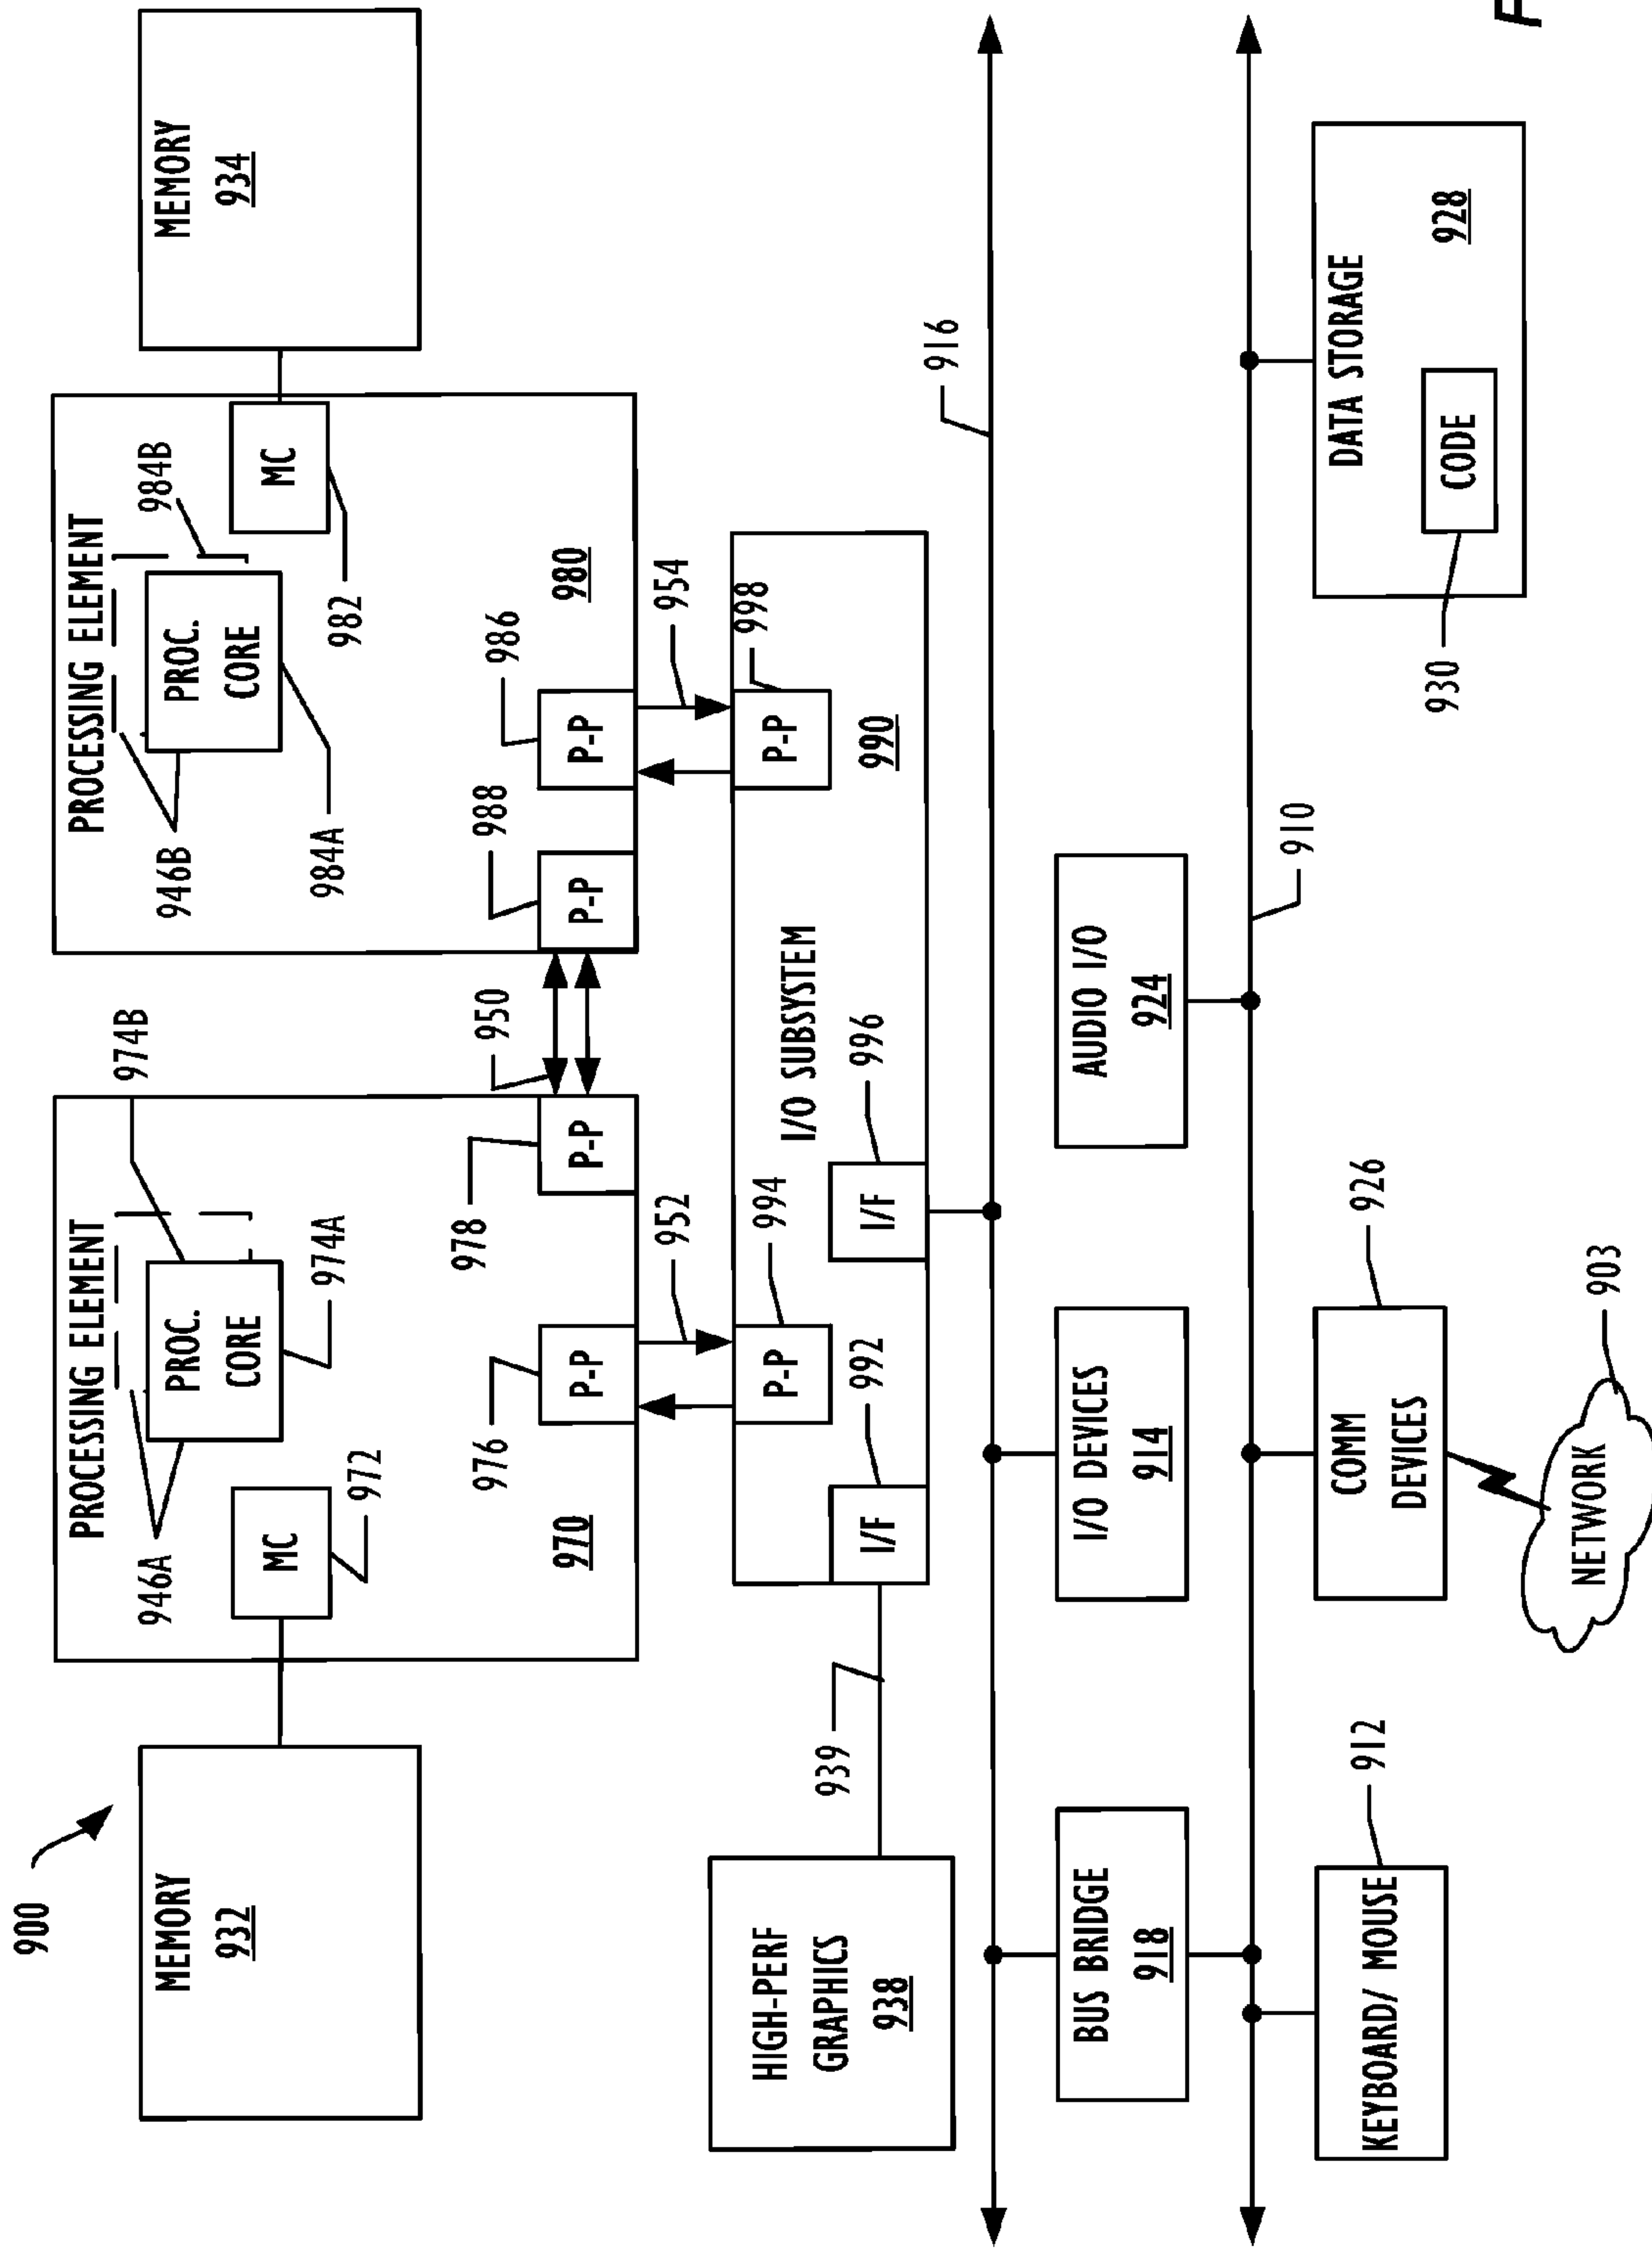 900
MEMORY
932
PROCESSING ELEMENT
946A
PROC.
CORE
974A
974B
MC
972
970
976
P-P
978
P-P
950
PROCESSING ELEMENT
946B
PROC.
CORE
984A
984B
MC
982
980
988
P-P
986
P-P
MEMORY
934
952
954
HIGH-PERF
GRAPHICS
938
939
I/O SUBSYSTEM
990
I/F
992
P-P
994
I/F
996
P-P
998
916
BUS BRIDGE
918
I/O DEVICES
914
AUDIO I/O
924
910
KEYBOARD/ MOUSE
912
COMM
DEVICES
926
NETWORK
903
DATA STORAGE
928
CODE
930
F